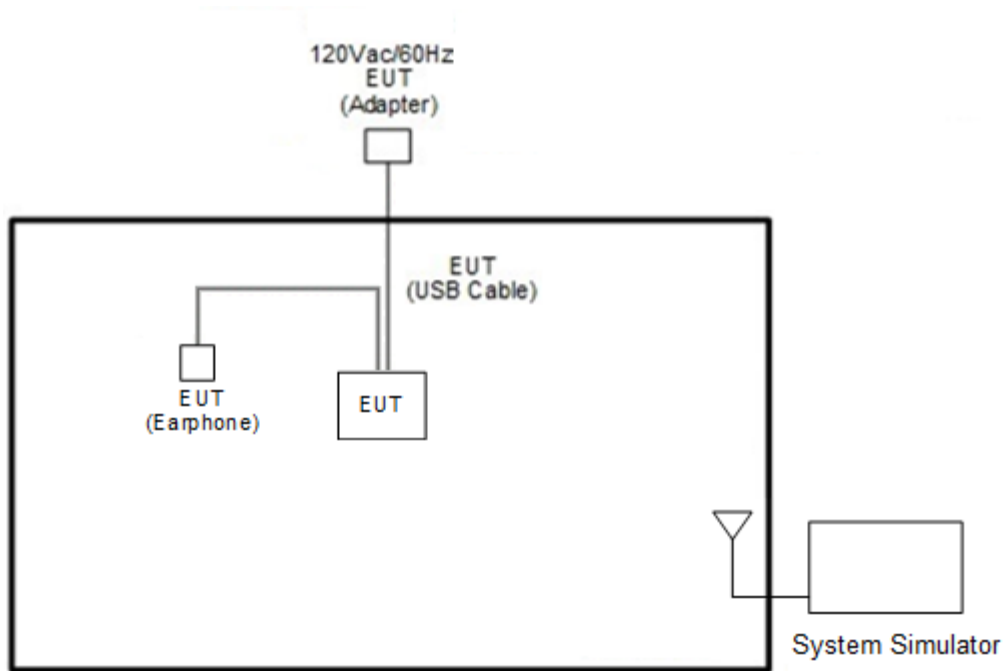 120Vac/60Hz
EUT
(Adapter)
EUT
(USB Cable)
EUT
(Earphone)
EUT
System Simulator